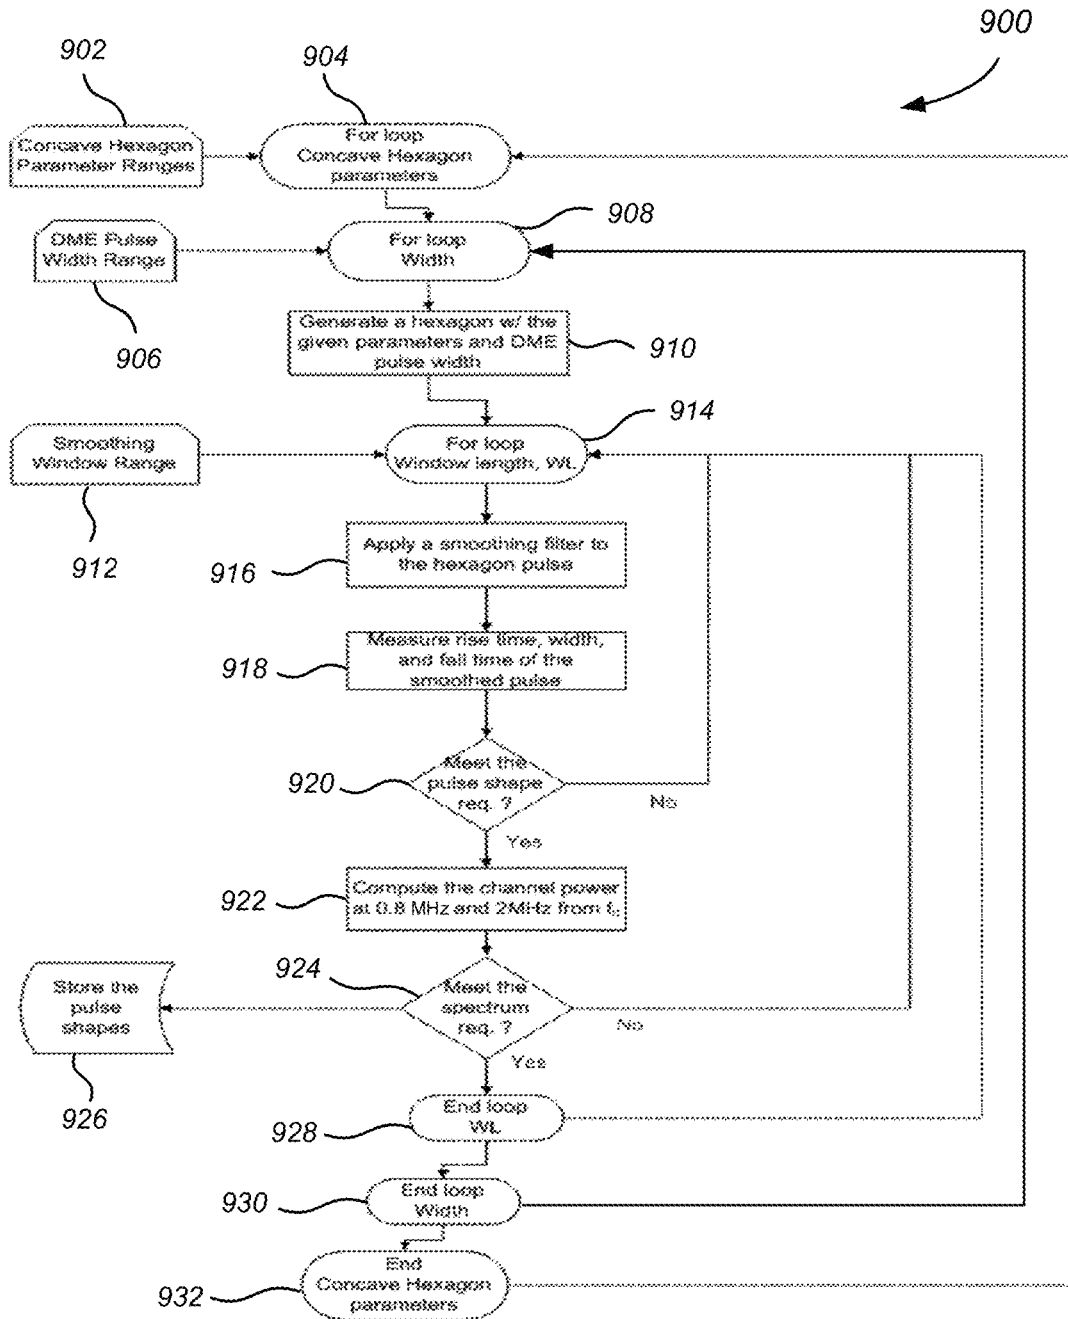 900
902
904
Concave Hexagon
Parameter Ranges
For loop
Concave Hexagon
parameters
908
DME Pulse
Width Range
For loop
Width
906
Generate a hexagon w/ the
given parameters and DME
pulse width
910
914
Smoothing
Window Range
For loop
Window length, WL
912
916
Apply a smoothing filter to
the hexagon pulse
918
Measure rise time, width,
and fall time of the
smoothed pulse
920
Meet the
pulse shape
req. ?
No
Yes
922
Compute the channel power
at 0.8 MHz and 2MHz from
924
Store the
pulse
shapes
Meet the
spectrum
req. ?
No
Yes
926
928
End loop
WL
930
End loop
Width
932
End
Concave Hexagon
parameters